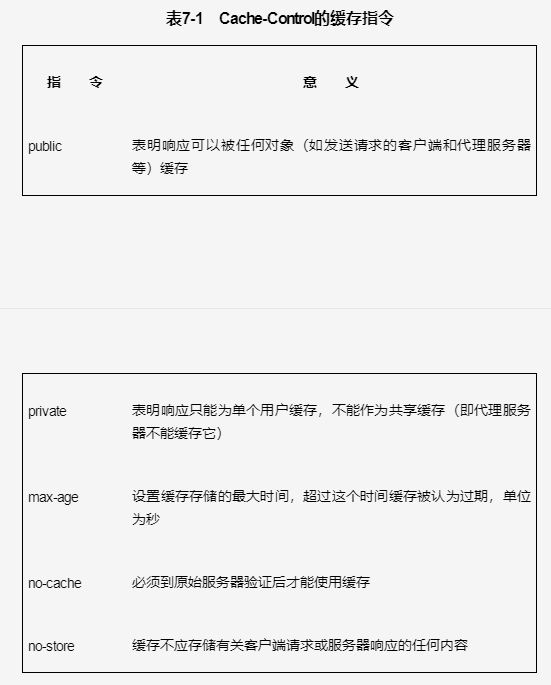 表7-1 Cache-Control的缓存指令
指 令 意 义
public 表明响应可以被任何对象（如发送请求的客户端和代理服务器
等）缓存
private 表明响应只能为单个用户缓存，不能作为共享缓存（即代理服务
器不能缓存它）
max-age 设置缓存存储的最大时间，超过这个时间缓存被认为过期，单位
为秒
no-cache 必须到原始服务器验证后才能使用缓存
no-store 缓存不应存储有关客户端请求或服务器响应的任何内容